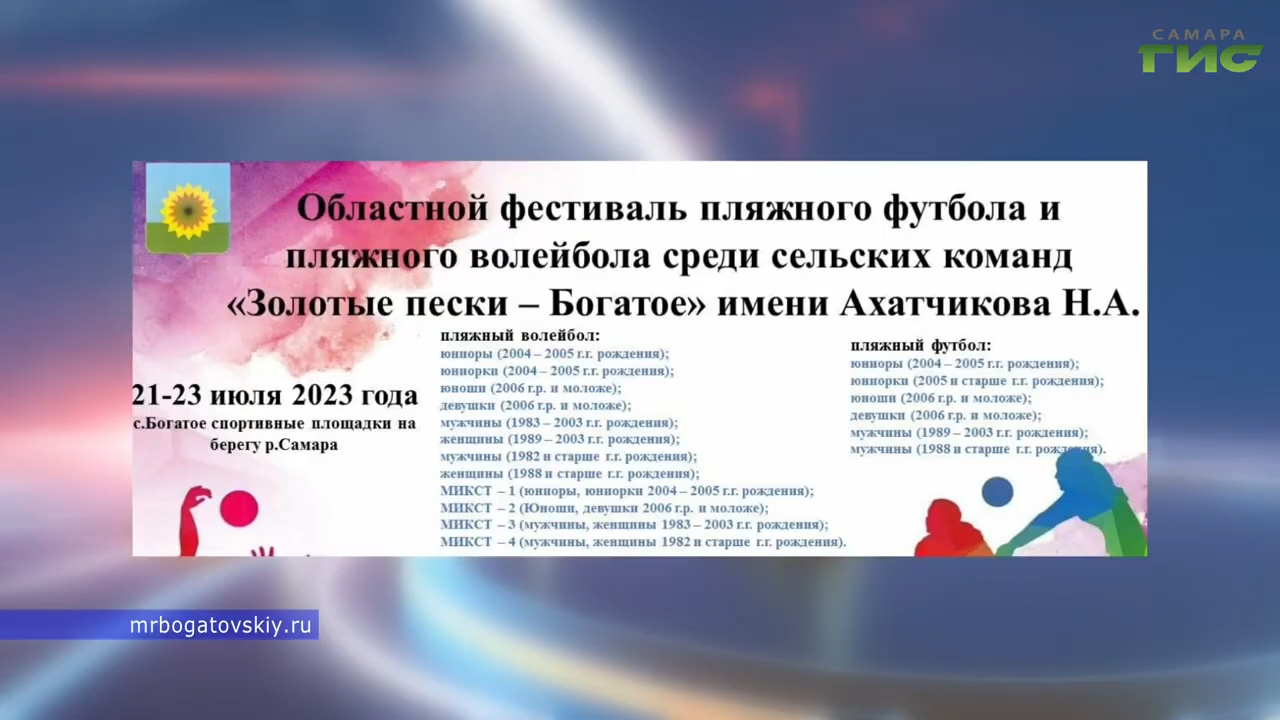 САМАРА
ГИС
Областной фестиваль пляжного футбола и
пляжного волейбола среди сельских команд
«Золотые пески – Богатое» имени Ахатчикова Н.А.
21-23 июля 2023 года
с.Богатое спортивные площадки на
берегу р.Самара
пляжный волейбол:
юниоры (2004 – 2005 г.г. рождения);
юниорки (2004 – 2005 г.г. рождения);
юноши (2006 г.р. и моложе);
девушки (2006 г.р. и моложе);
мужчины (1983 – 2003 г.г. рождения);
женщины (1989 – 2003 г.г. рождения);
мужчины (1982 и старше г.г. рождения);
женщины (1988 и старше г.г. рождения);
МИКСТ – 1 (юниоры, юниорки 2004 – 2005 г.г. рождения);
МИКСТ – 2 (Юноши, девушки 2006 г.р. и моложе);
МИКСТ – 3 (мужчины, женщины 1983 – 2003 г.г. рождения);
МИКСТ – 4 (мужчины, женщины 1982 и старше г.г. рождения).
пляжный футбол:
юниоры (2004 – 2005 г.г. рождения);
юниорки (2005 и старше г.г. рождения);
юноши (2006 г.р. и моложе);
девушки (2006 г.р. и моложе);
мужчины (1989 – 2003 г.г. рождения);
мужчины (1988 и старше г.г. рождения).
mrbogatovskiy.ru